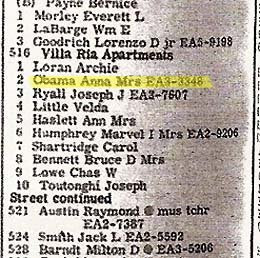 (B) Payne Bernice
1 Morley Everett L
2 LaBarge Wm E
3 Goodrich Lorenzo D jr EA5-9198
516 Villa Ria Apartments
1 Loran Archie
2 Obama Anna Mrs EA3-3348
3 Ryall Joseph J EA3-7607
4 Little Velda
5 Haslett Ann Mrs
6 Humphrey Marvel I Mrs EA2-9206
7 Shartridge Carol
8 Bennett Bruce D Mrs
9 Lowe Chas W
10 Toutonghi Joseph
Street continued
521 Austin Raymond ● mus tchr
EA2-7387
524 Smith Jack L EA2-5592
528 Barndt Milton D ● EA3-5206